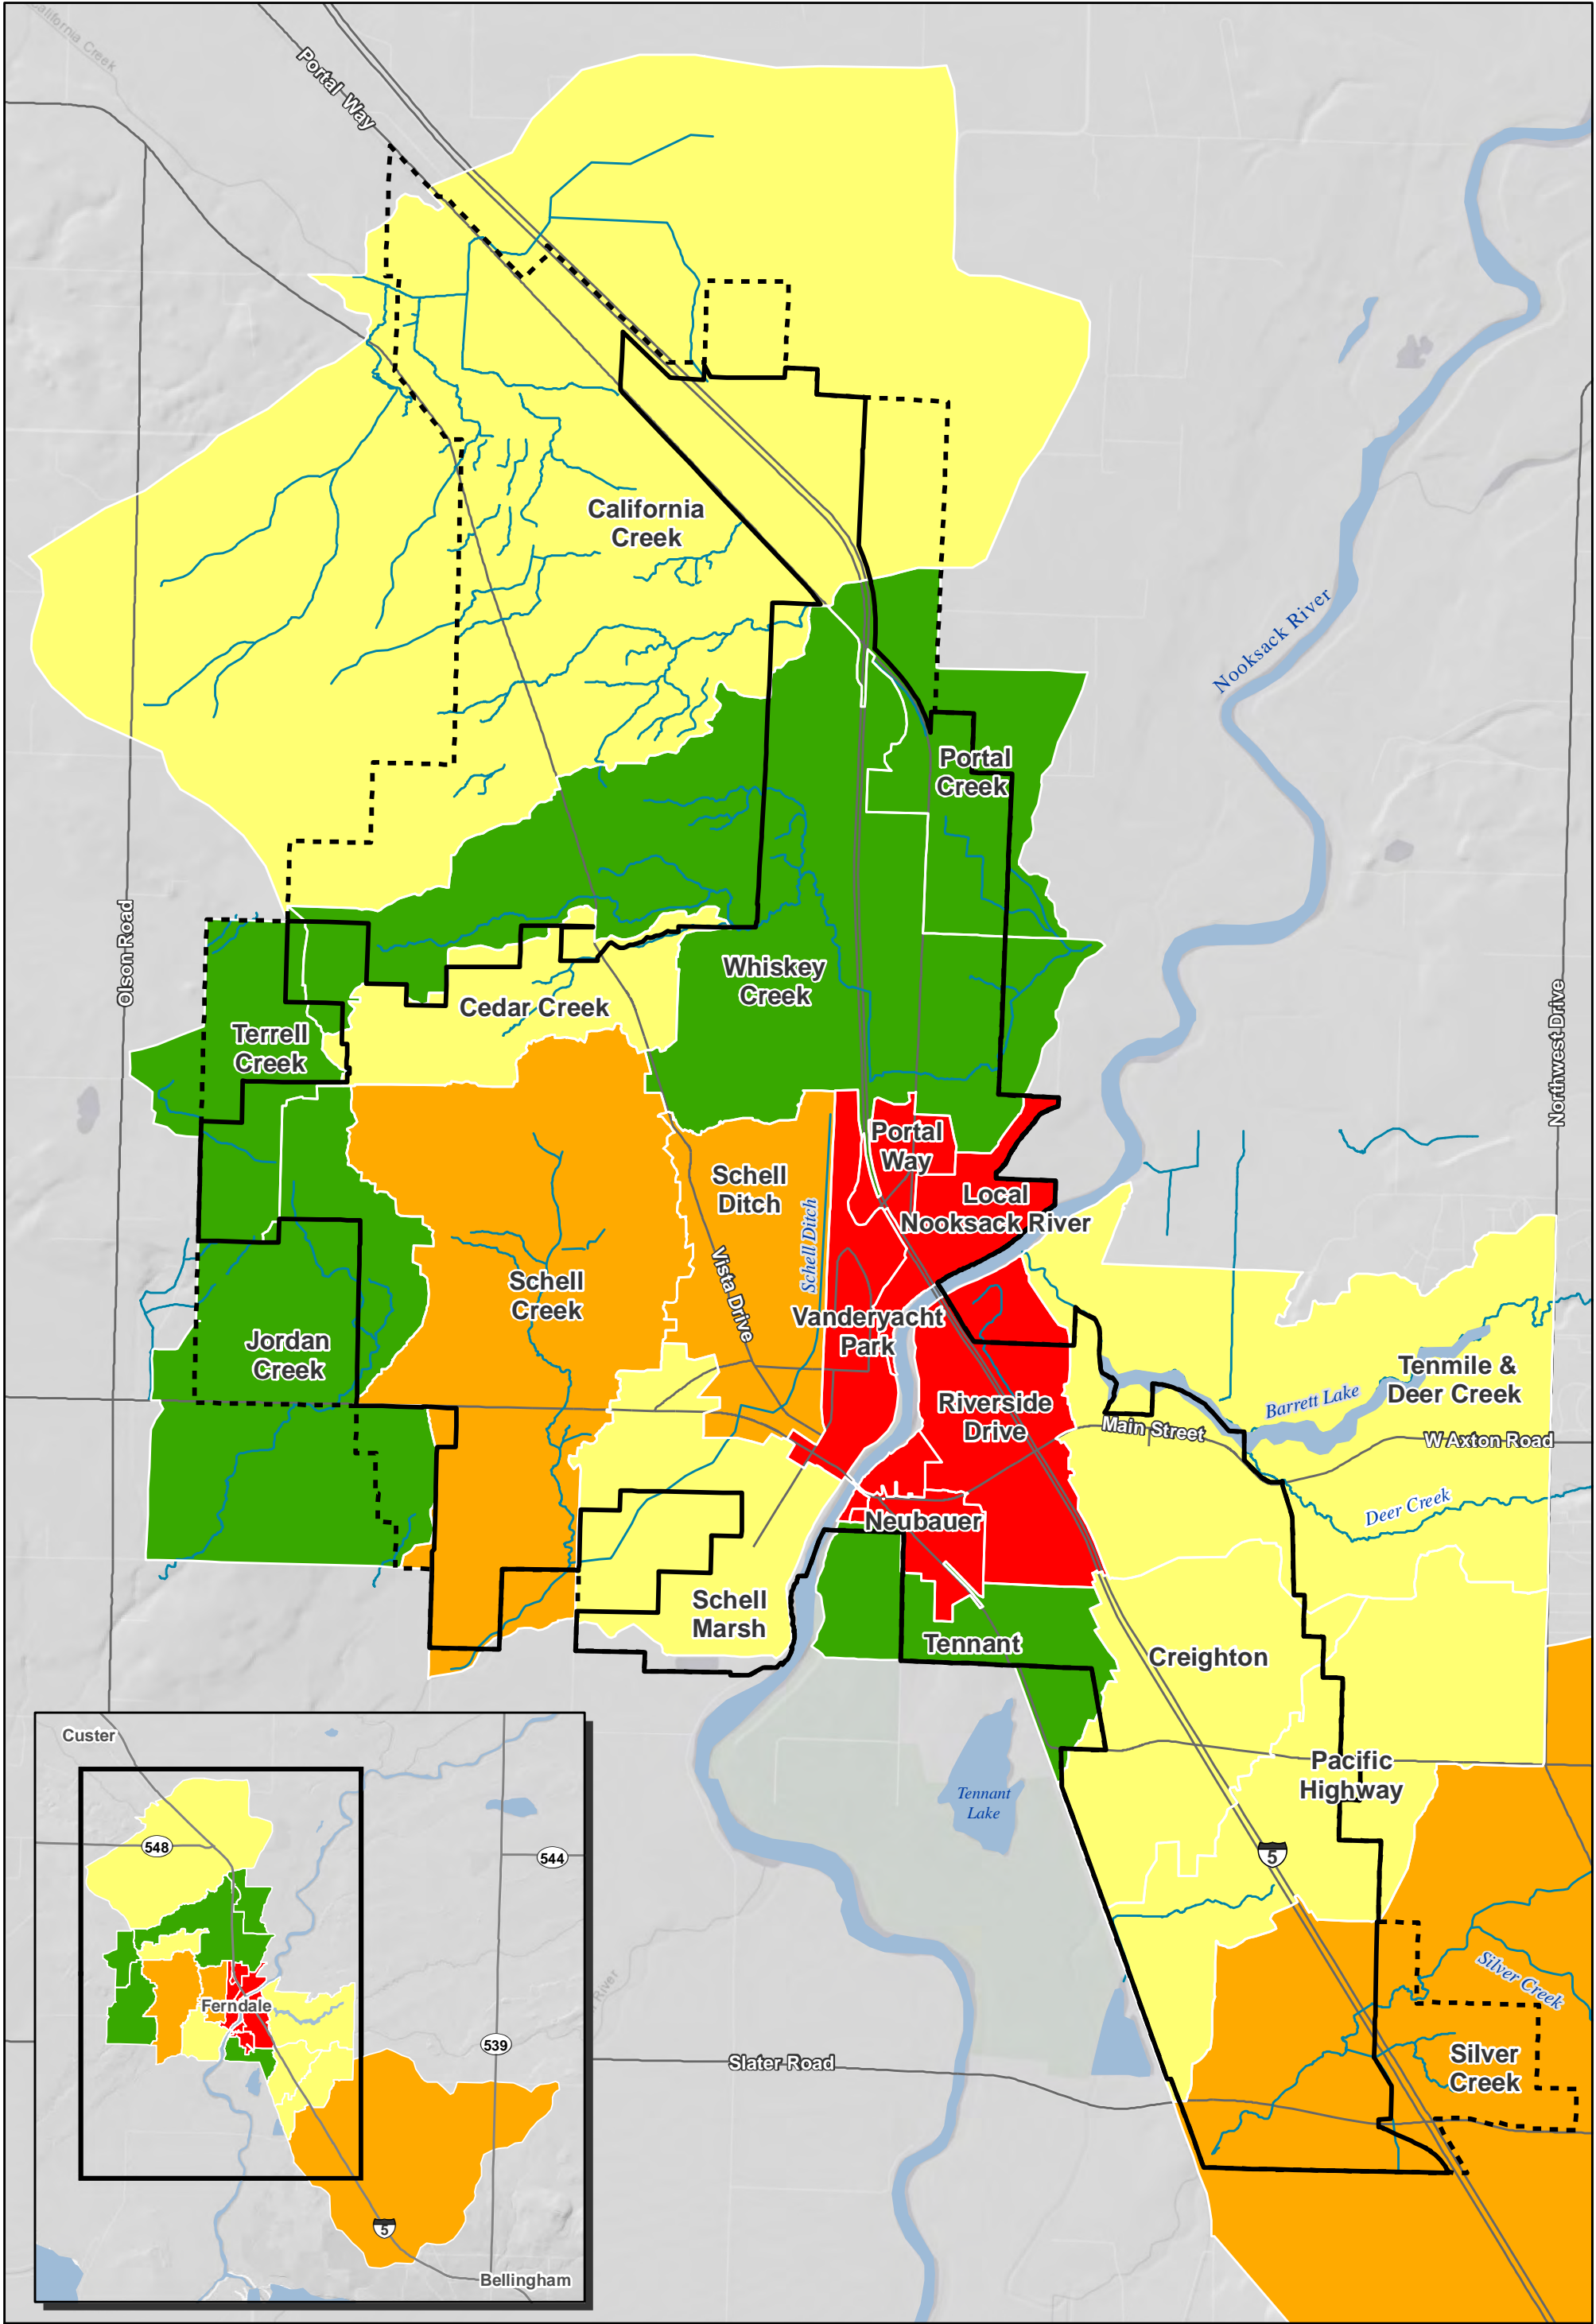 California Creek
Portal Way
California
Creek
Nooksack River
Portal
Creek
Olson Road
Whiskey
Creek
Cedar Creek
Terrell
Creek
Northwest Drive
Portal
Way
Schell
Ditch
Local
Nooksack River
Schell Ditch
Vista Drive
Schell
Creek
Vanderyacht
Park
Jordan
Creek
Tenmile &
Deer Creek
Barrett Lake
Riverside
Drive
Main Street
W Axton Road
Deer Creek
Neubauer
Schell
Marsh
Tennant
Creighton
Pacific
Highway
Tennant
Lake
5
Silver Creek
Silver
Creek
Slater Road
Custer
548
544
Ferndale
539
River
5
Bellingham